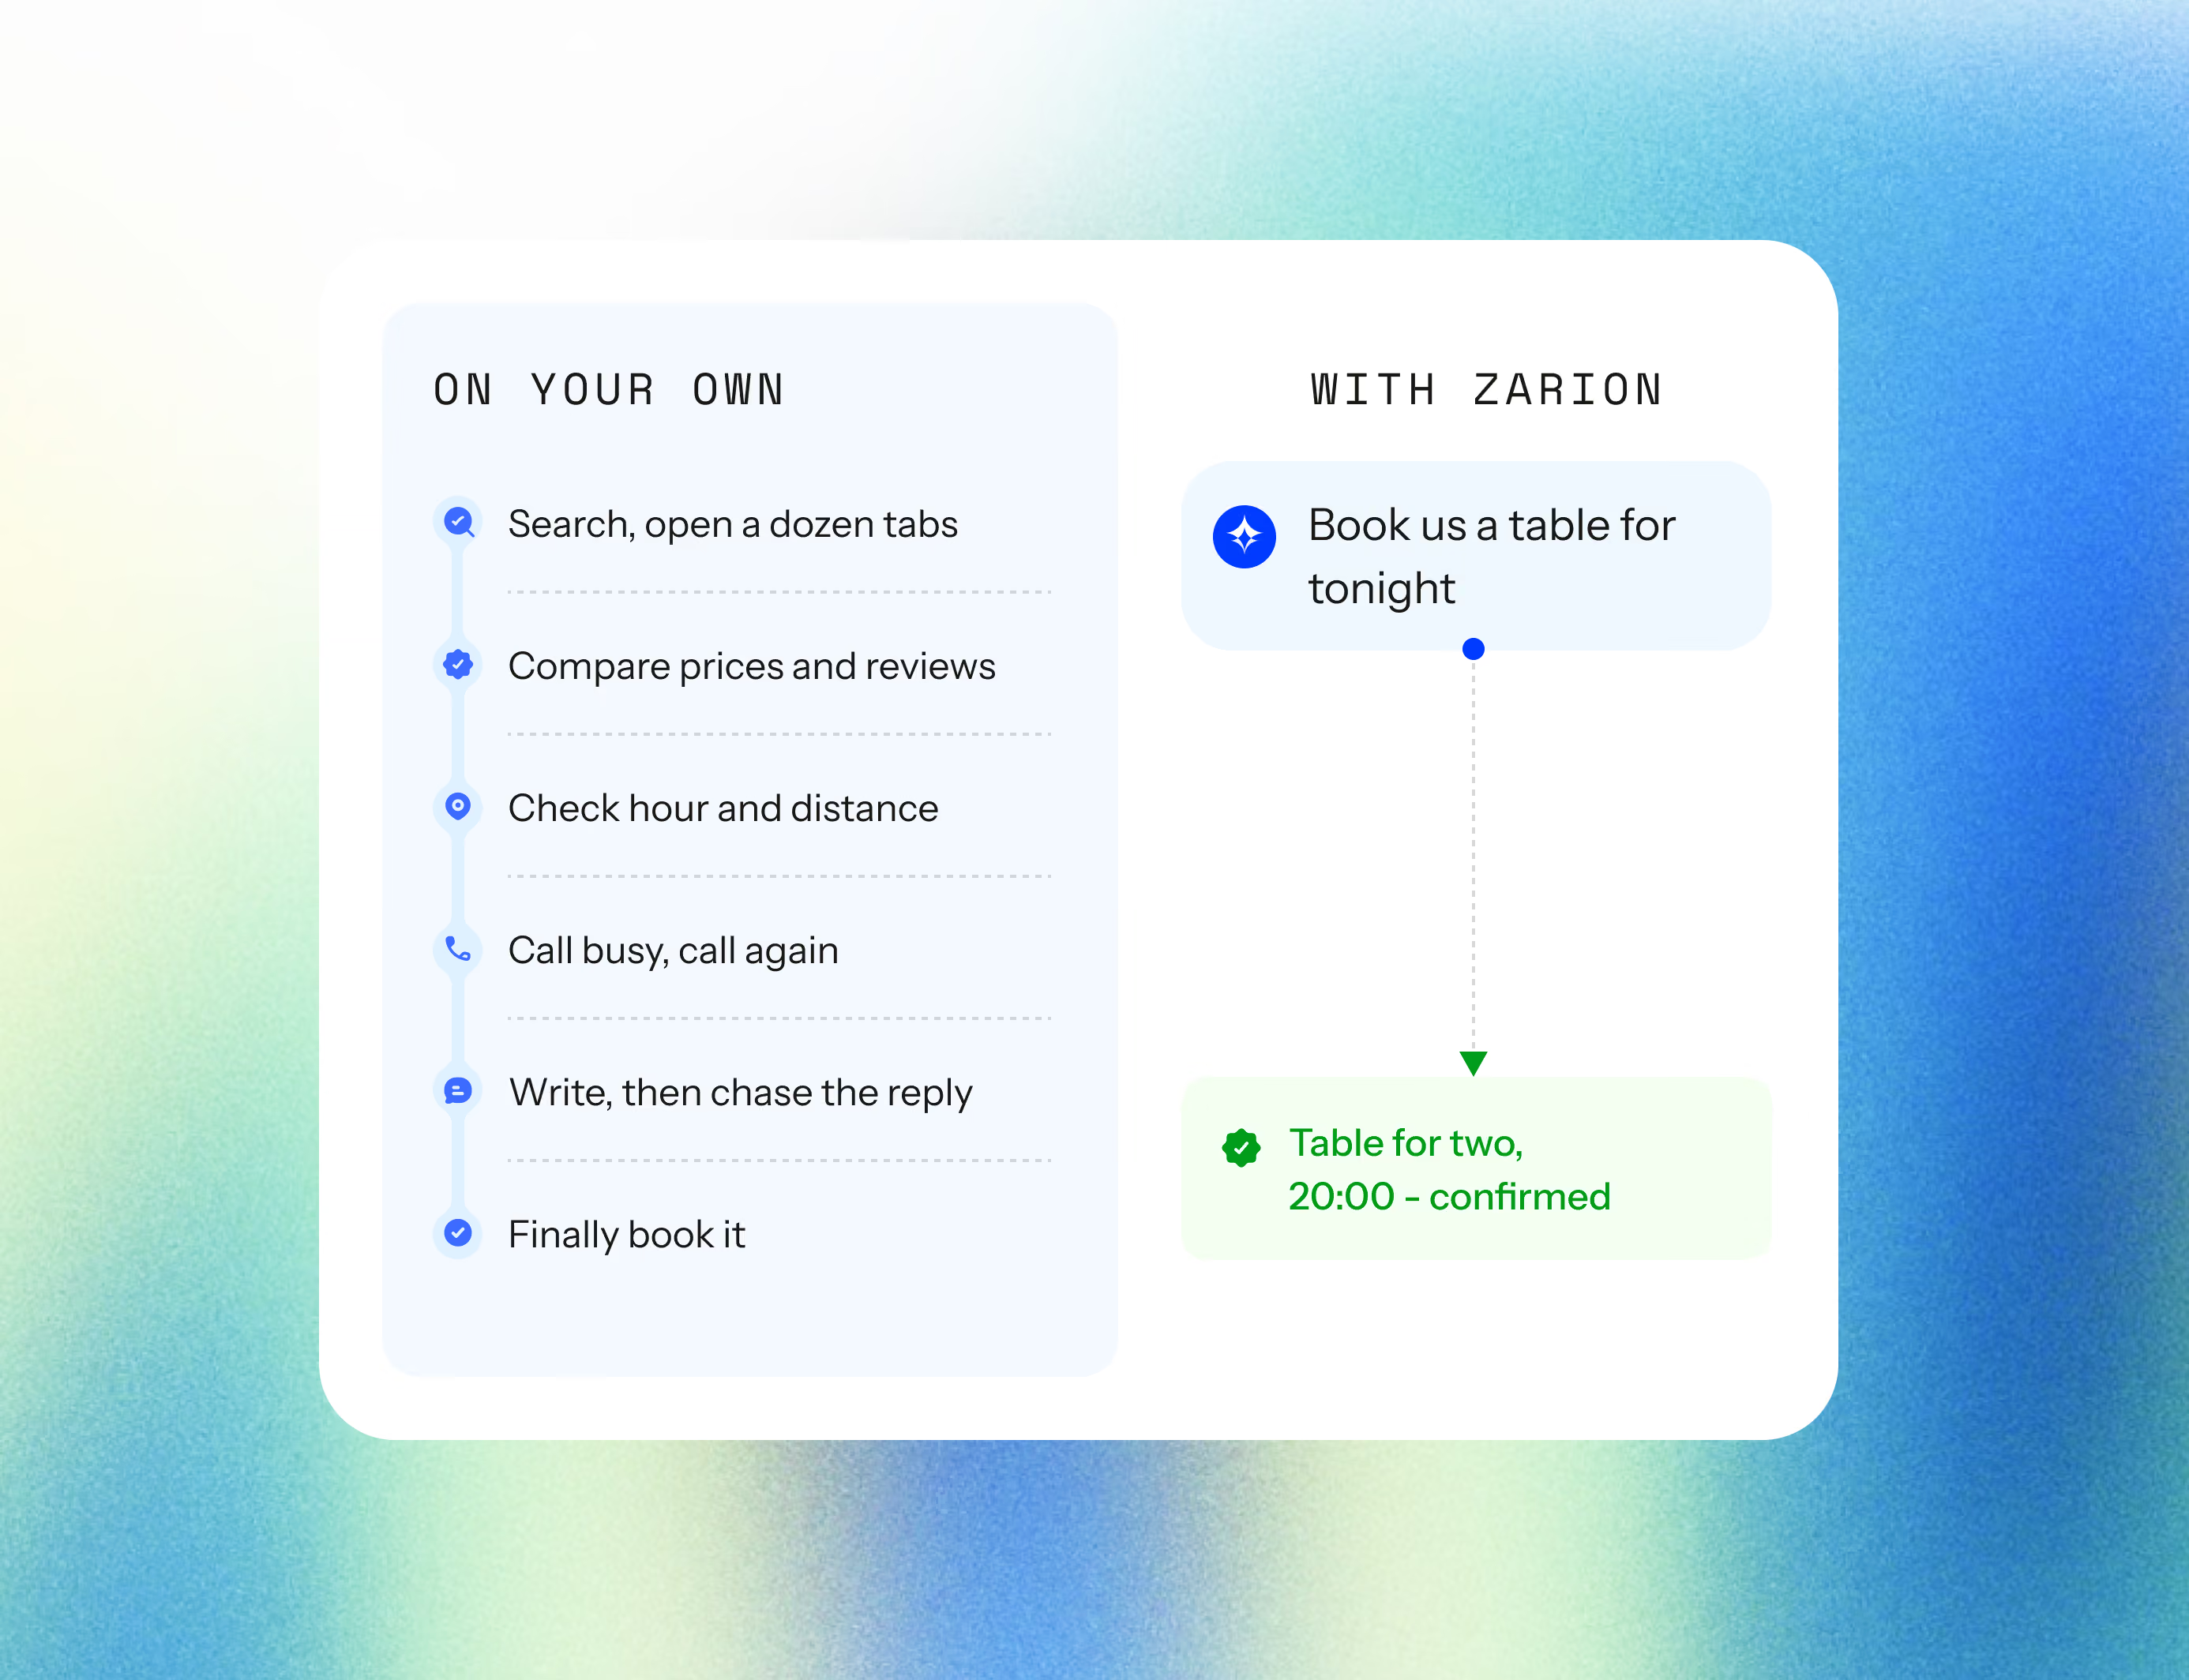 ON YOUR OWN
Search, open a dozen tabs
Compare prices and reviews
Check hour and distance
Call busy, call again
Write, then chase the reply
Finally book it
WITH ZARION
Book us a table for
tonight
Table for two,
20:00 - confirmed